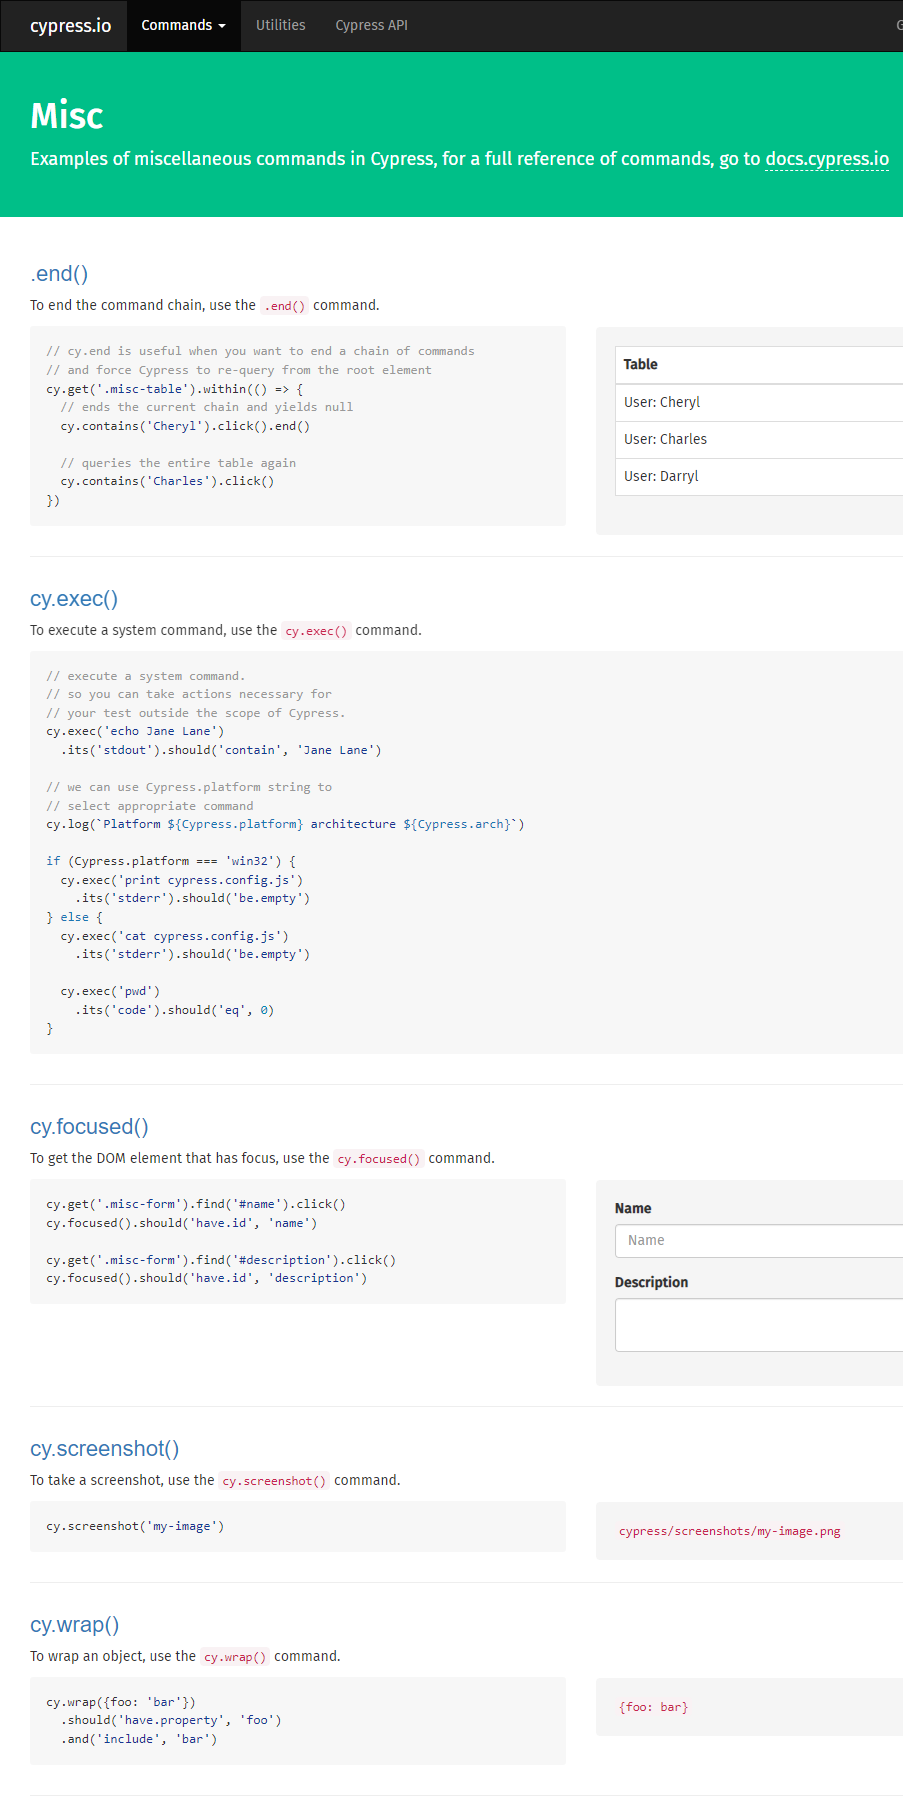 cypress.io Commands Utilities Cypress API
Misc
Examples of miscellaneous commands in Cypress, for a full reference of commands, go to docs.cypress.io
.end()
To end the command chain, use the .end() command.
// cy.end is useful when you want to end a chain of commands
// and force Cypress to re-query from the root element
cy.get('.misc-table').within(() => {
  // ends the current chain and yields null
  cy.contains('Cheryl').click().end()
  // queries the entire table again
  cy.contains('Charles').click()
})
Table
User: Cheryl
User: Charles
User: Darryl
cy.exec()
To execute a system command, use the cy.exec() command.
// execute a system command.
// so you can take actions necessary for
// your test outside the scope of Cypress.
cy.exec('echo Jane Lane')
  .its('stdout').should('contain', 'Jane Lane')
// we can use Cypress.platform string to
// select appropriate command
cy.log(`Platform ${Cypress.platform} architecture ${Cypress.arch}`)
if (Cypress.platform === 'win32') {
  cy.exec('print cypress.config.js')
    .its('stderr').should('be.empty')
} else {
  cy.exec('cat cypress.config.js')
    .its('stderr').should('be.empty')
  cy.exec('pwd')
    .its('code').should('eq', 0)
}
cy.focused()
To get the DOM element that has focus, use the cy.focused() command.
cy.get('.misc-form').find('#name').click()
cy.focused().should('have.id', 'name')
cy.get('.misc-form').find('#description').click()
cy.focused().should('have.id', 'description')
Name
Name
Description
cy.screenshot()
To take a screenshot, use the cy.screenshot() command.
cy.screenshot('my-image')
cypress/screenshots/my-image.png
cy.wrap()
To wrap an object, use the cy.wrap() command.
cy.wrap({foo: 'bar'})
  .should('have.property', 'foo')
  .and('include', 'bar')
{foo: bar}